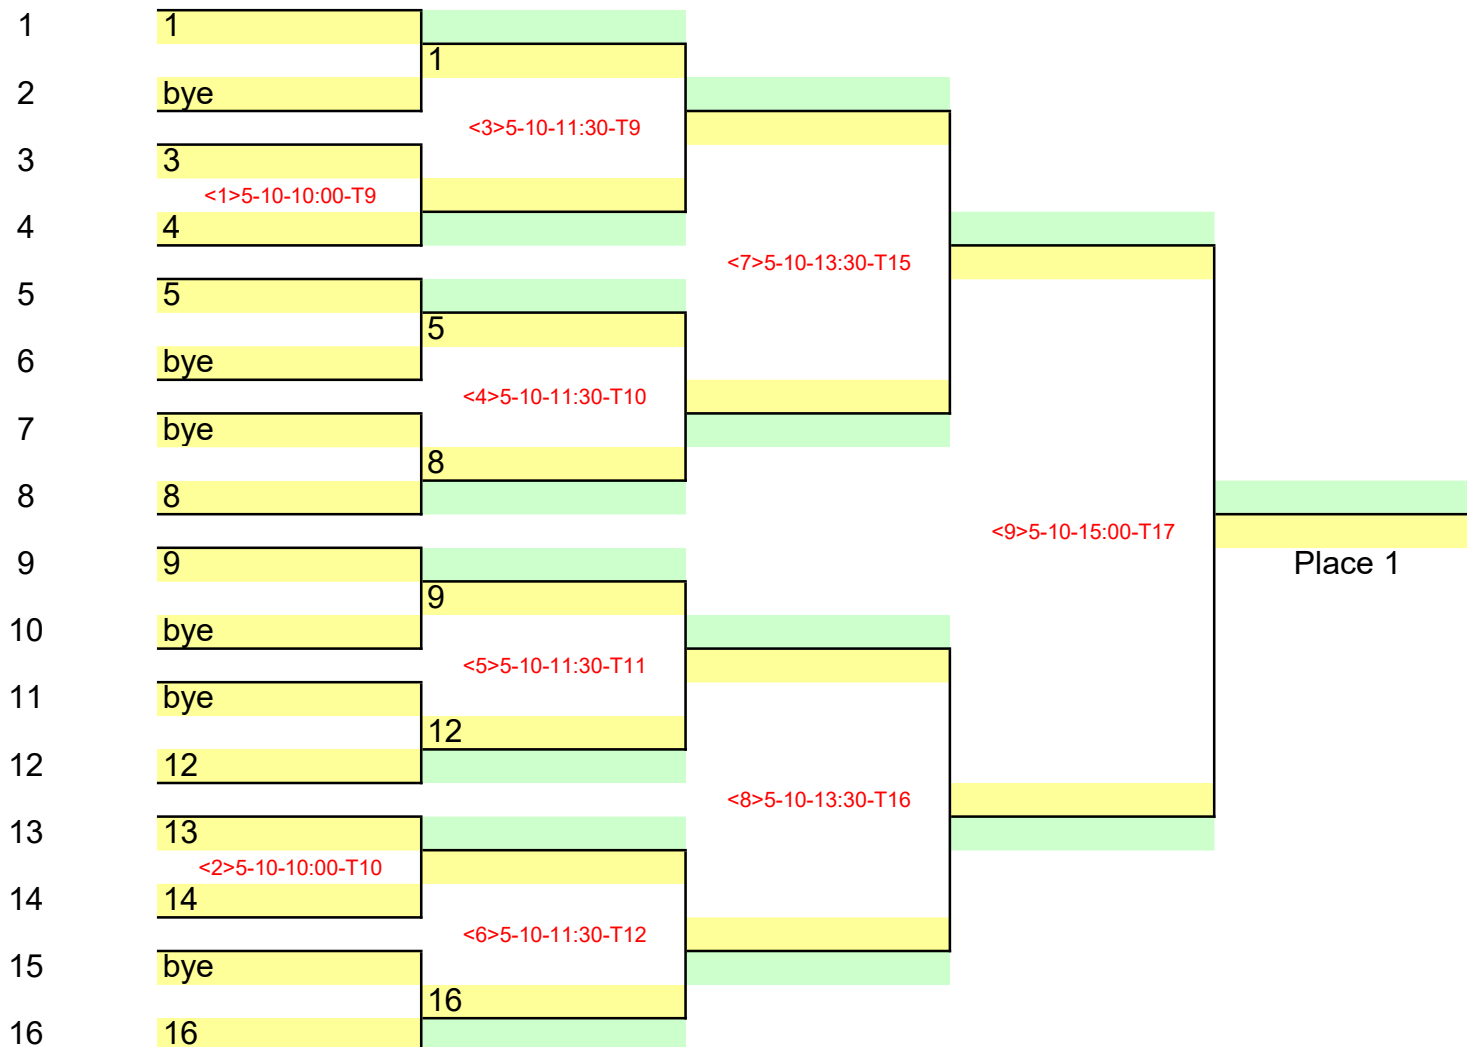 1 1
1
2 bye
<3>5-10-11:30-T9
3 3
<1>5-10-10:00-T9
4 4
<7>5-10-13:30-T15
5 5
5
6 bye
<4>5-10-11:30-T10
7 bye
8
8 8
<9>5-10-15:00-T17
9 9
Place 1
9
10 bye
<5>5-10-11:30-T11
11 bye
12
12 12
<8>5-10-13:30-T16
13 13
<2>5-10-10:00-T10
14 14
<6>5-10-11:30-T12
15 bye
16
16 16